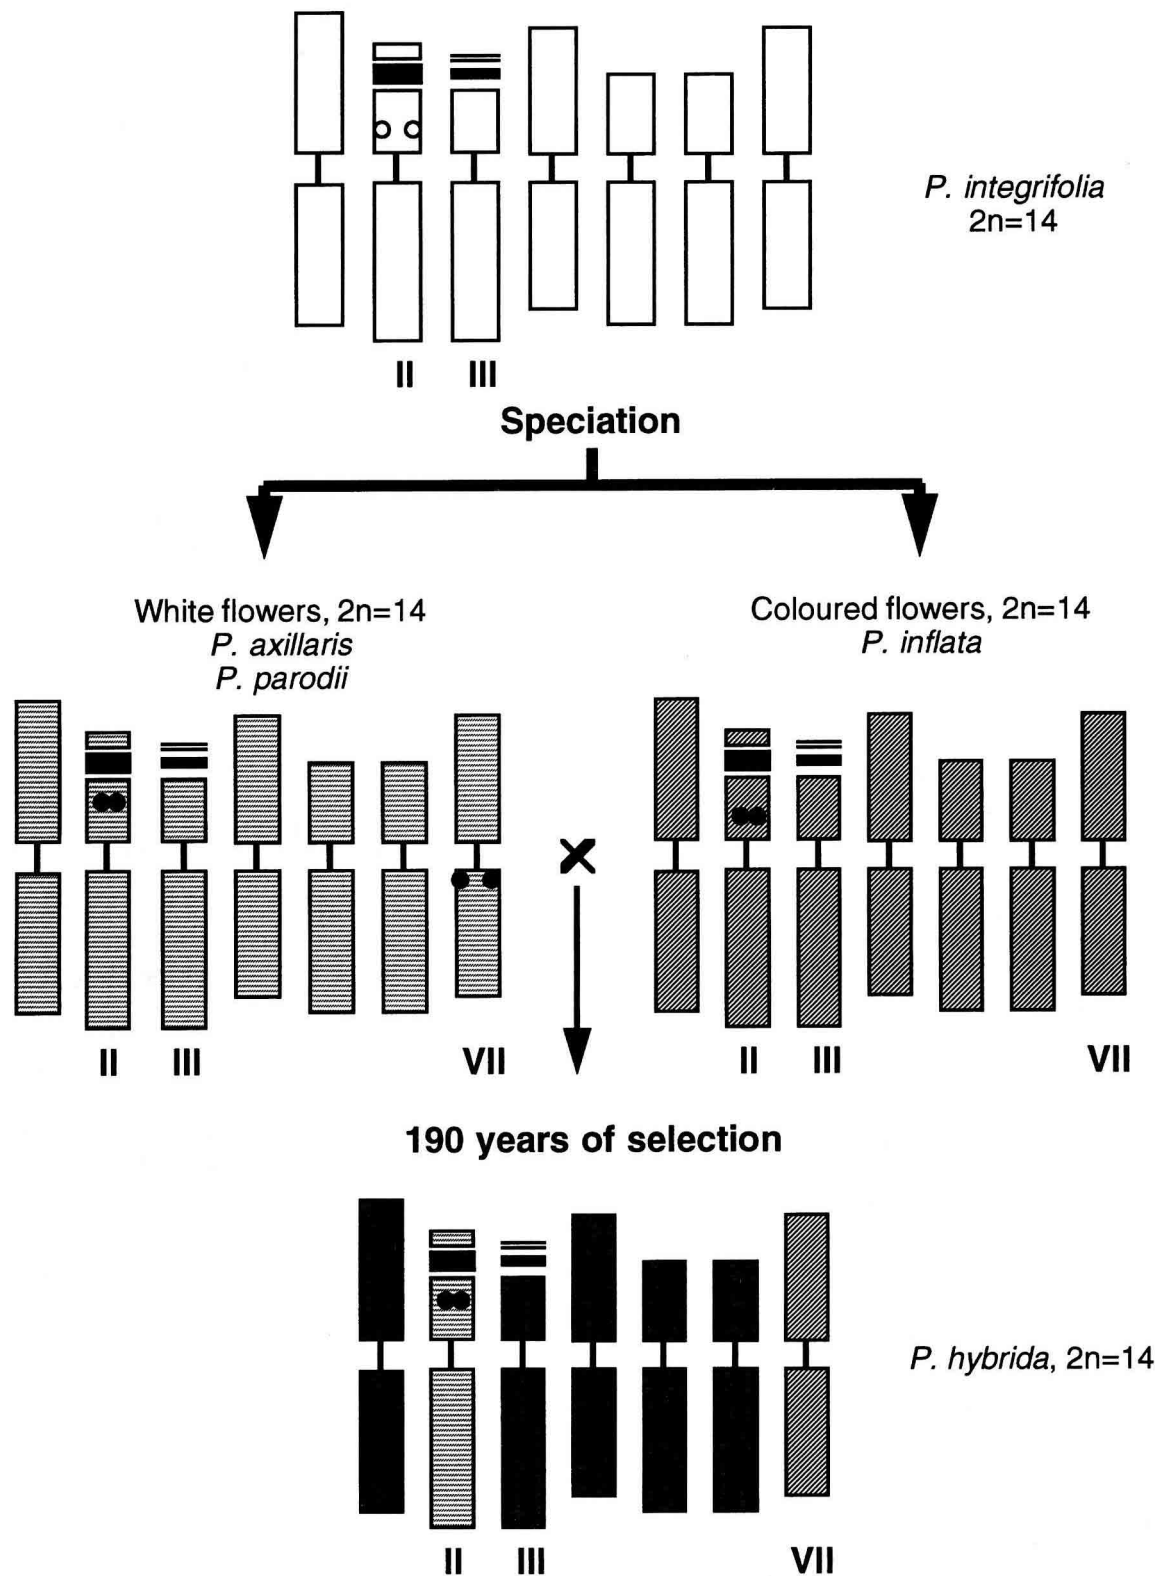 P. integrifolia
2n=14
II III
Speciation
White flowers, 2n=14
P. axillaris
P. parodii
Coloured flowers, 2n=14
P. inflata
II III VII
II III VII
190 years of selection
P. hybrida, 2n=14
II III VII